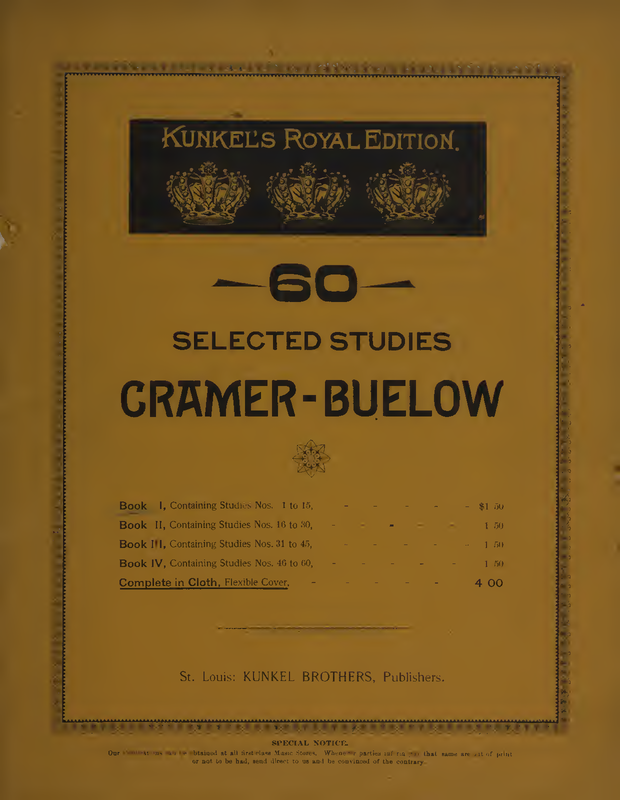 KUNKEL'S ROYAL EDITION.
60
SELECTED STUDIES
CRAMER-BUELOW
Book I, Containing Studies Nos. 1 to 15, - - - - - $1 50
Book II, Containing Studies Nos. 16 to 30, - - - - - 1 50
Book III, Containing Studies Nos. 31 to 45, - - - - 1 50
Book IV, Containing Studies Nos. 46 to 60, - - - - - 1 50
Complete in Cloth, Flexible Cover, - - - - - 4 00
St. Louis: KUNKEL BROTHERS, Publishers.
SPECIAL NOTICE.
Our can be obtained at all first-class Music Stores. Whenever parties that same are out of print
or not to be had, send direct to us and be convinced of the contrary.